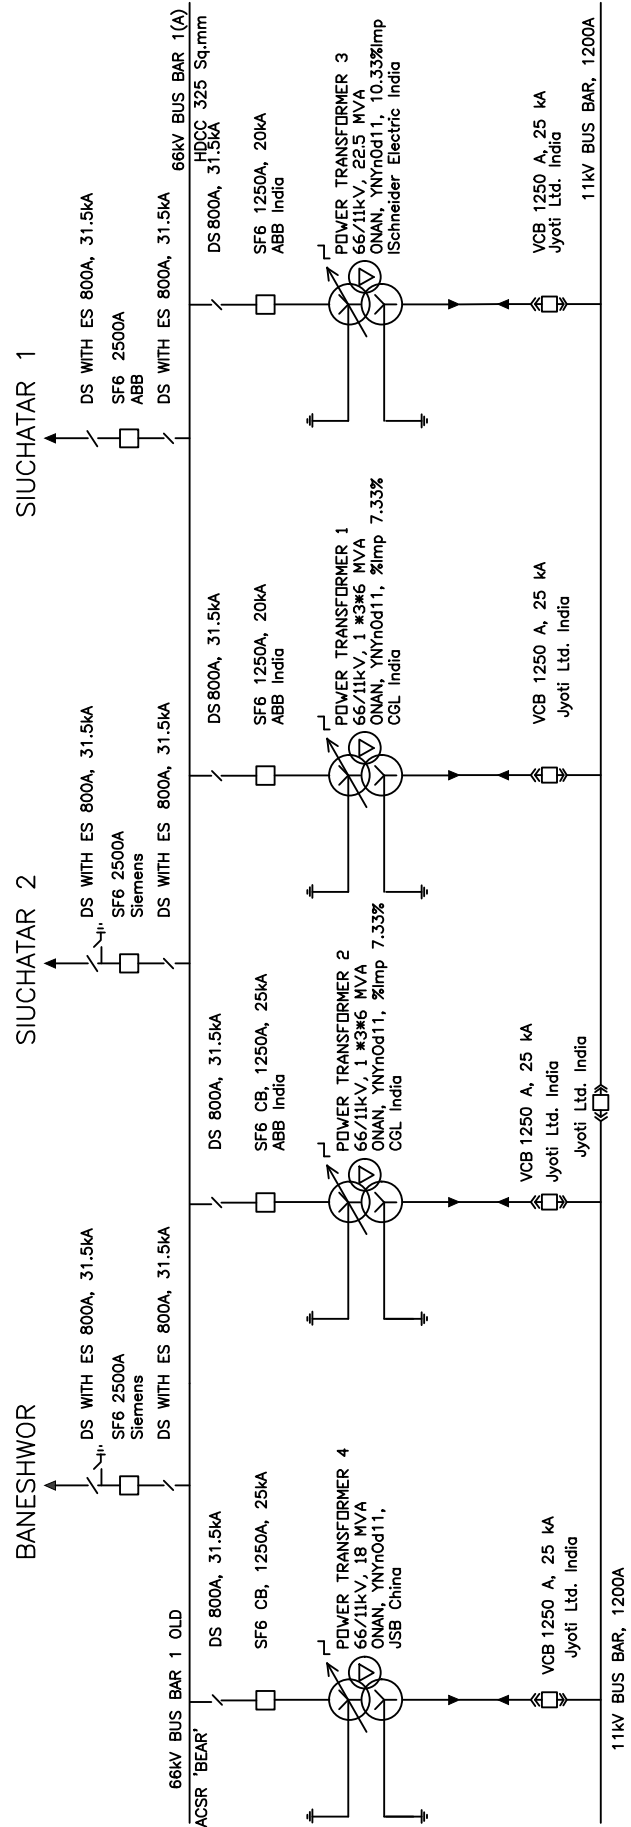 BANESHWOR
DS WITH ES 800A, 31.5kA
SF6 2500A
Siemens
DS WITH ES 800A, 31.5kA
SIUCHATAR 2
DS WITH ES 800A, 31.5kA
SF6 2500A
Siemens
DS WITH ES 800A, 31.5kA
SIUCHATAR 1
DS WITH ES 800A, 31.5kA
SF6 2500A
ABB
DS WITH ES 800A, 31.5kA
66kV BUS BAR 1 OLD
ACSR 'BEAR'
66kV BUS BAR 1(A)
HDCC 325 Sq.mm
DS 800A, 31.5kA
SF6 CB, 1250A, 25kA
POWER TRANSFORMER 4
66/11kV, 18 MVA
ONAN, YNYn0d11,
JSB China
VCB 1250 A, 25 kA
Jyoti Ltd. India
DS 800A, 31.5kA
SF6 CB, 1250A, 25kA
ABB India
POWER TRANSFORMER 2
66/11kV, 1 *3*6 MVA
ONAN, YNYn0d11, %Imp 7.33%
CGL India
VCB 1250 A, 25 kA
Jyoti Ltd. India
Jyoti Ltd. India
DS 800A, 31.5kA
SF6 1250A, 20kA
ABB India
POWER TRANSFORMER 1
66/11kV, 1 *3*6 MVA
ONAN, YNYn0d11, %Imp 7.33%
CGL India
VCB 1250 A, 25 kA
Jyoti Ltd. India
DS 800A, 31.5kA
SF6 1250A, 20kA
ABB India
POWER TRANSFORMER 3
66/11kV, 22.5 MVA
ONAN, YNYn0d11, 10.33%Imp
lSchneider Electric India
VCB 1250 A, 25 kA
Jyoti Ltd. India
11kV BUS BAR, 1200A
11kV BUS BAR, 1200A